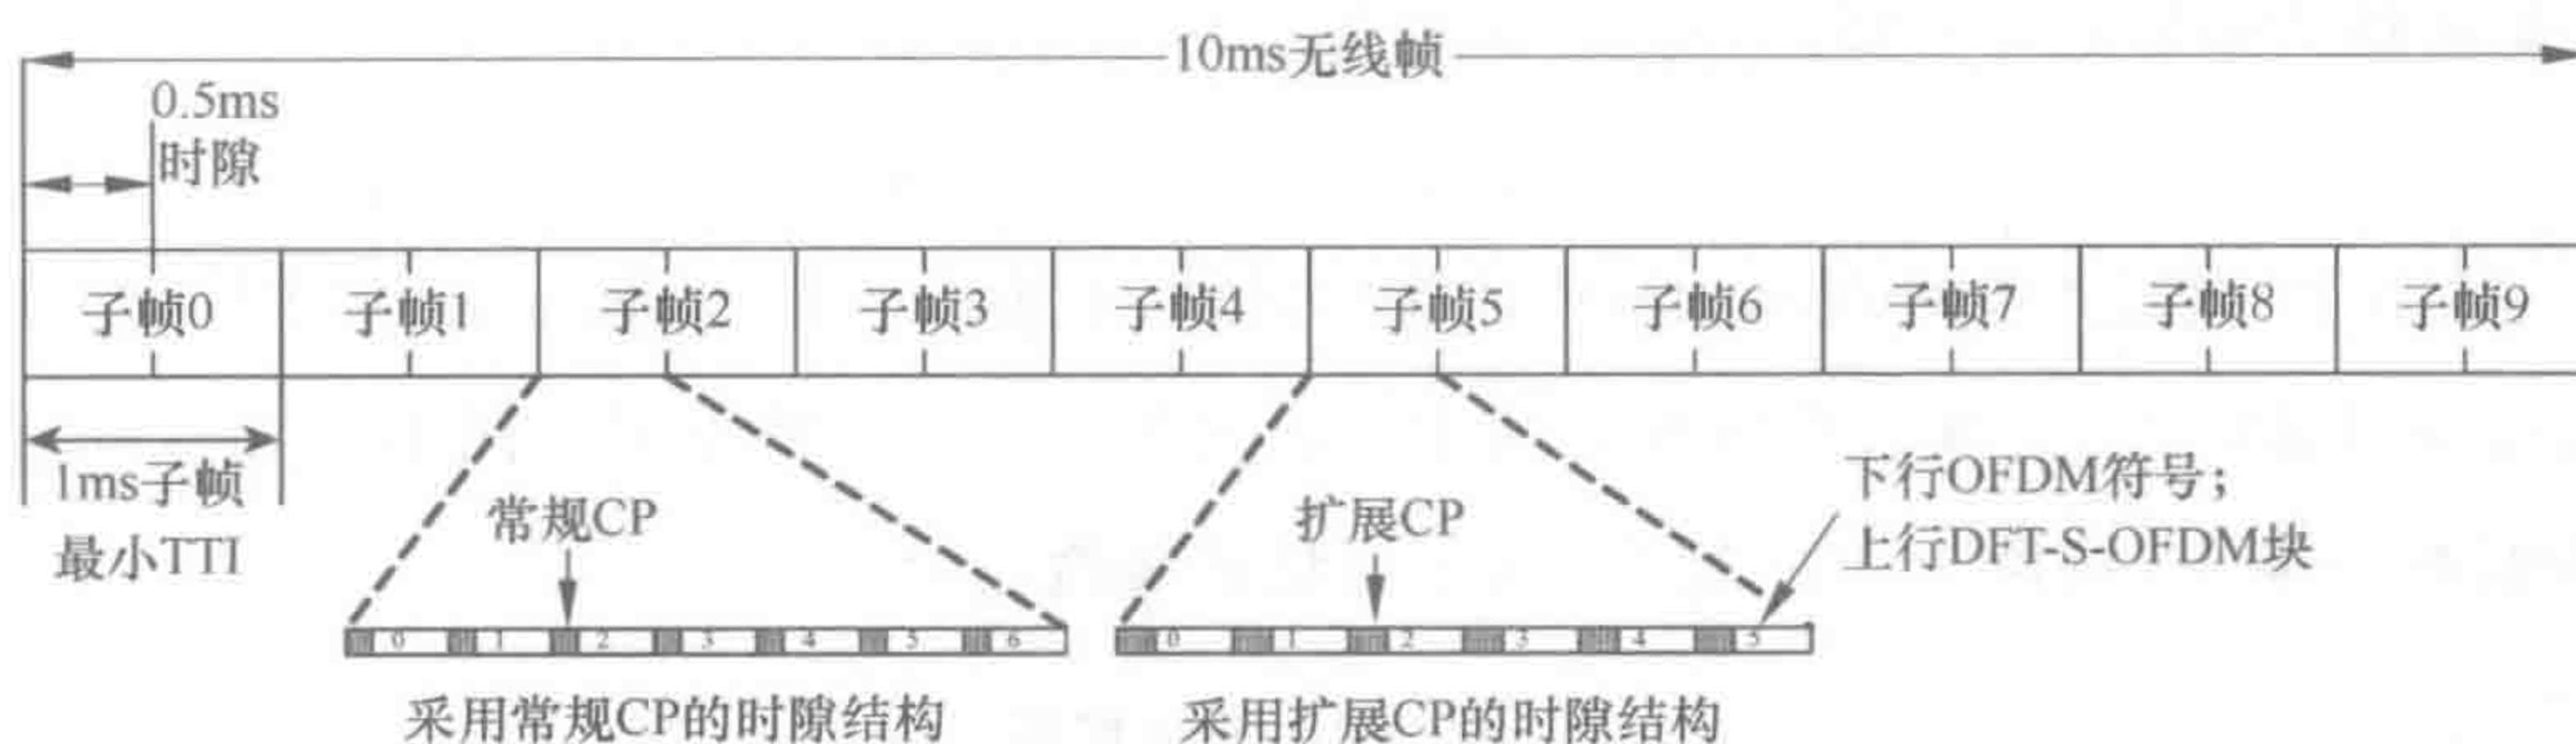 10ms无线帧
0.5ms
时隙
子帧0 子帧1 子帧2 子帧3 子帧4 子帧5 子帧6 子帧7 子帧8 子帧9
1ms子帧
最小TTI
常规CP
扩展CP
下行OFDM符号;
上行DFT-S-OFDM块
0 1 2 3 4 5 6
0 1 2 3 4 5
采用常规CP的时隙结构
采用扩展CP的时隙结构